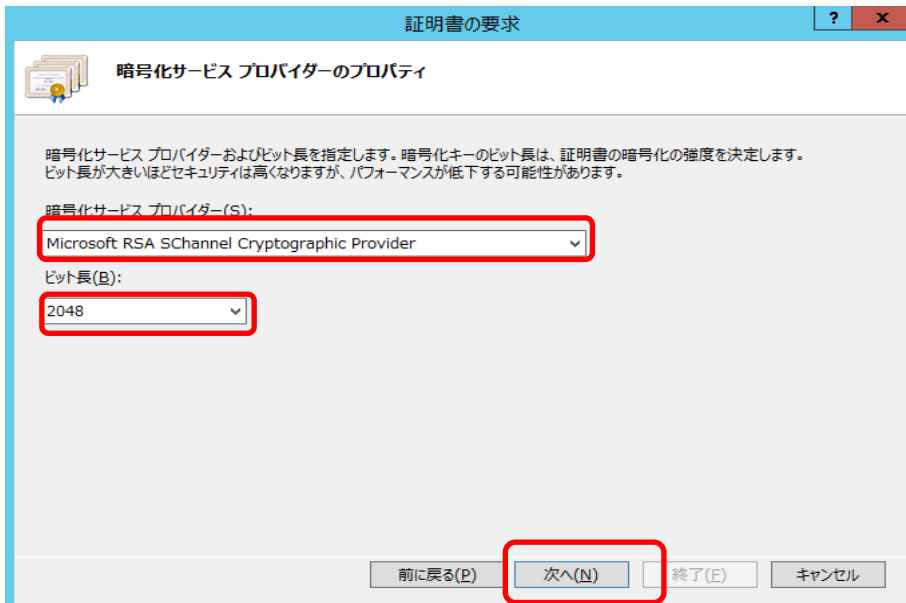 証明書の要求
?
x
暗号化サービス プロバイダーのプロパティ
暗号化サービス プロバイダーおよびビット長を指定します。暗号化キーのビット長は、証明書の暗号化の強度を決定します。
ビット長が大きいほどセキュリティは高くなりますが、パフォーマンスが低下する可能性があります。
暗号化サービス プロバイダー(S):
Microsoft RSA SChannel Cryptographic Provider
ビット長(B):
2048
前に戻る(P)
次へ(N)
終了(F)
キャンセル